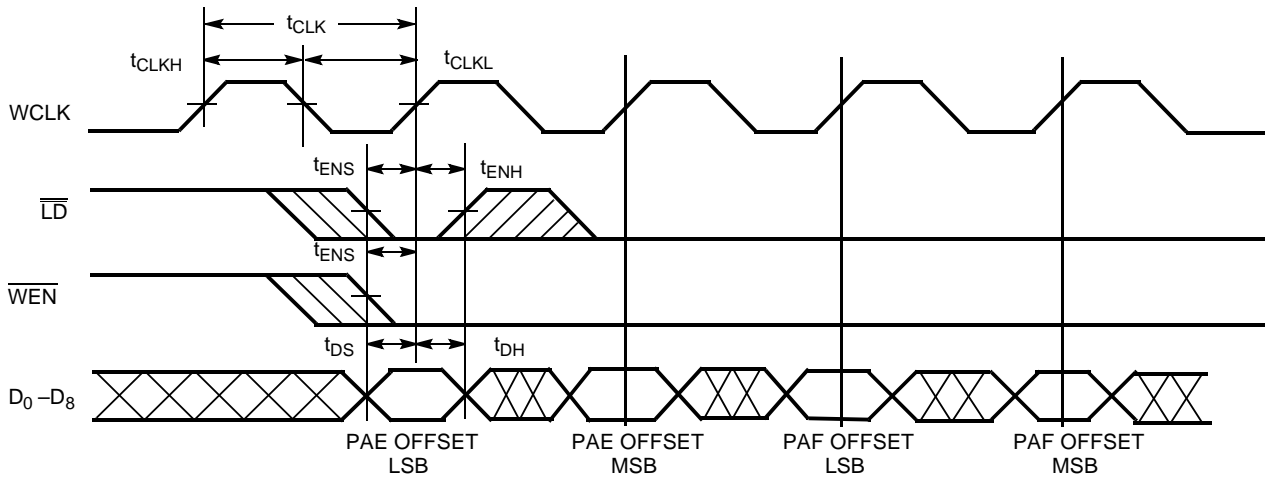 tCLK
tCLKH
tCLKL
WCLK
tENS
tENH
LD
tENS
WEN
tDS
tDH
D0 –D8
PAE OFFSET
LSB
PAE OFFSET
MSB
PAF OFFSET
LSB
PAF OFFSET
MSB